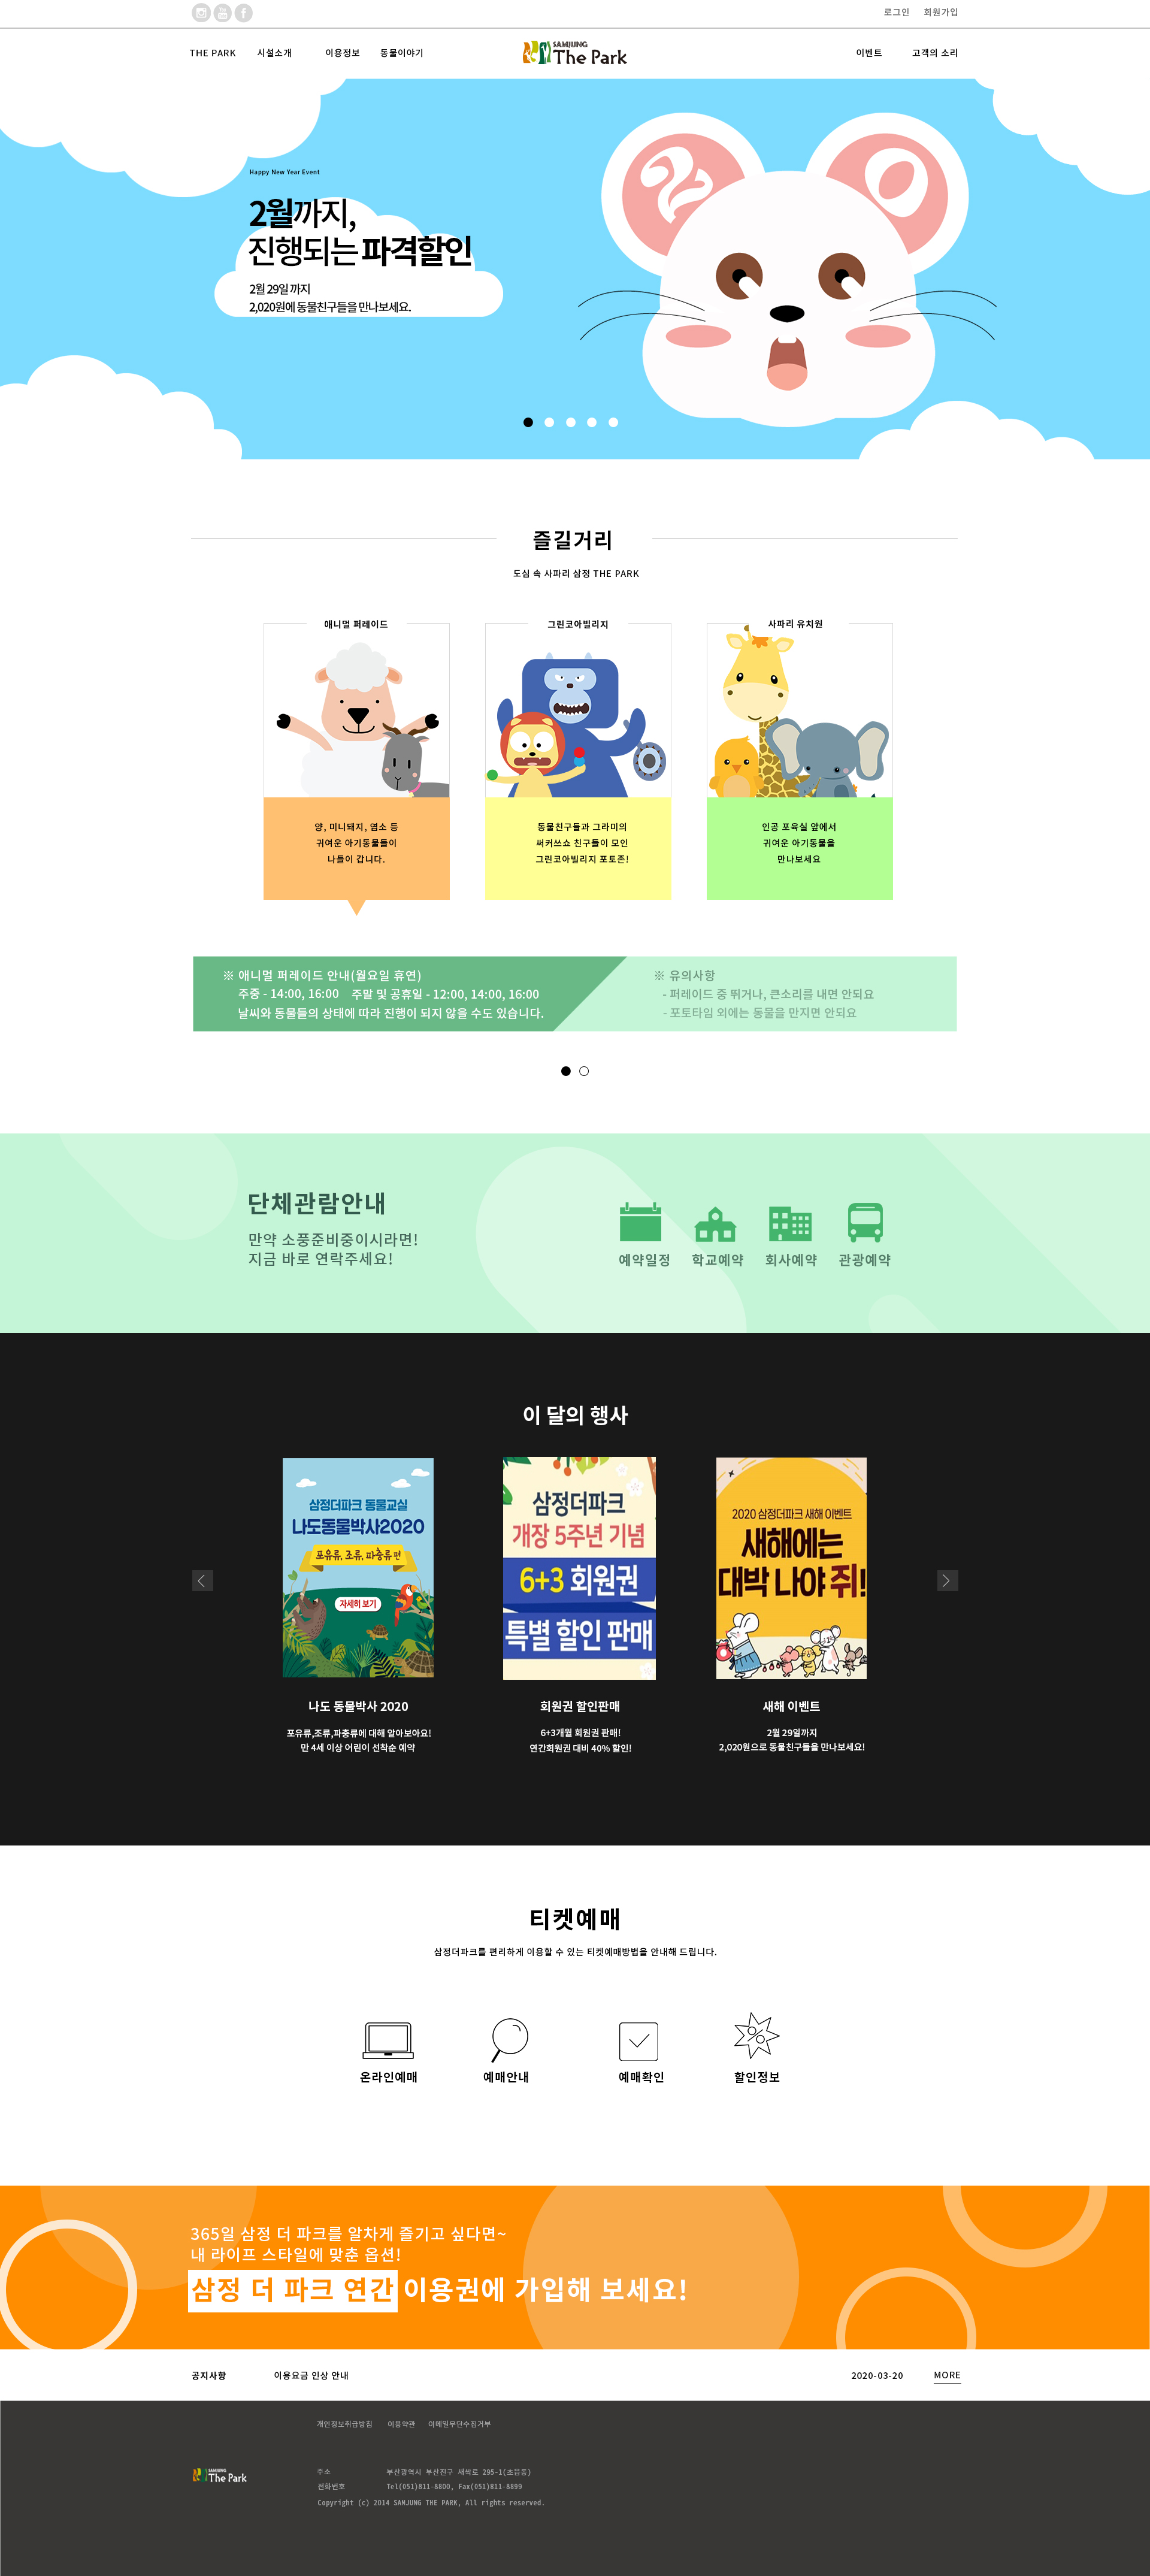 로그인 회원가입
THE PARK 시설소개 이용정보 동물이야기 SAMJUNG The Park 이벤트 고객의 소리
20
Happy New Year Event
2월까지,
진행되는 파격할인
2월 29일 까지
2,020원에 동물친구들을 만나보세요.
즐길거리
도심 속 사파리 삼정 THE PARK
애니멀 퍼레이드
양, 미니돼지, 염소 등
귀여운 아기동물들이
나들이 갑니다.
그린코아빌리지
동물친구들과 그라미의
써커쓰쇼 친구들이 모인
그린코아빌리지 포토존!
사파리 유치원
인공 포육실 앞에서
귀여운 아기동물을
만나보세요
※ 애니멀 퍼레이드 안내(월요일 휴연)
주중 - 14:00, 16:00 주말 및 공휴일 - 12:00, 14:00, 16:00
날씨와 동물들의 상태에 따라 진행이 되지 않을 수도 있습니다.
※ 유의사항
- 퍼레이드 중 뛰거나, 큰소리를 내면 안되요
- 포토타임 외에는 동물을 만지면 안되요
단체관람안내
만약 소풍준비중이시라면!
지금 바로 연락주세요!
예약일정 학교예약 회사예약 관광예약
이 달의 행사
삼정더파크 동물교실
나도동물박사2020
포유류, 조류, 파충류 편
자세히 보기
나도 동물박사 2020
포유류,조류,파충류에 대해 알아보아요!
만 4세 이상 어린이 선착순 예약
삼정더파크
개장 5주년 기념
6+3 회원권
특별 할인 판매
회원권 할인판매
6+3개월 회원권 판매!
연간회원권 대비 40% 할인!
2020 삼정더파크 새해 이벤트
새해에는
대박 나야 쥐!
새해 이벤트
2월 29일까지
2,020원으로 동물친구들을 만나보세요!
티켓예매
삼정더파크를 편리하게 이용할 수 있는 티켓예매방법을 안내해 드립니다.
온라인예매 예매안내 예매확인 할인정보
365일 삼정 더 파크를 알차게 즐기고 싶다면~
내 라이프 스타일에 맞춘 옵션!
삼정 더 파크 연간 이용권에 가입해 보세요!
공지사항 이용요금 인상 안내 2020-03-20 MORE
개인정보취급방침 이용약관 이메일무단수집거부
SAMJUNG The Park
주소 부산광역시 부산진구 새싹로 295-1(초읍동)
전화번호 Tel(051)811-8800, Fax(051)811-8899
Copyright (c) 2014 SAMJUNG THE PARK, All rights reserved.